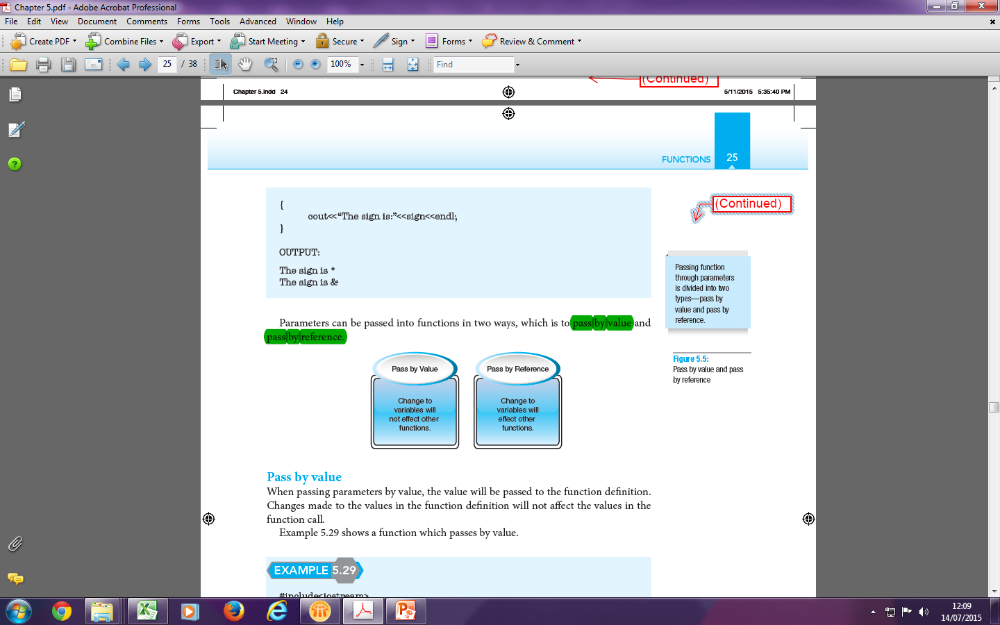 Chapter 5.pdf - Adobe Acrobat Professional
File Edit View Document Comments Forms Tools Advanced Window Help
Create PDF Combine Files Export Start Meeting Secure Sign Forms Review & Comment
25 / 38 100% Find
(Continued)
Chapter 5.indd 24 5/11/2015 5:35:40 PM
FUNCTIONS 25
{
cout<<“The sign is:”<<sign<<endl;
}
OUTPUT:
The sign is *
The sign is &
(Continued)
Passing function
through parameters
is divided into two
types—pass by
value and pass by
reference.
Parameters can be passed into functions in two ways, which is to pass by value and
pass by reference.
Pass by Value
Change to
variables will
not effect other
functions.
Pass by Reference
Change to
variables will
effect other
functions.
Figure 5.5:
Pass by value and pass
by reference
Pass by value
When passing parameters by value, the value will be passed to the function definition.
Changes made to the values in the function definition will not affect the values in the
function call.
Example 5.29 shows a function which passes by value.
EXAMPLE 5.29
#include<iostream>
12:09
14/07/2015